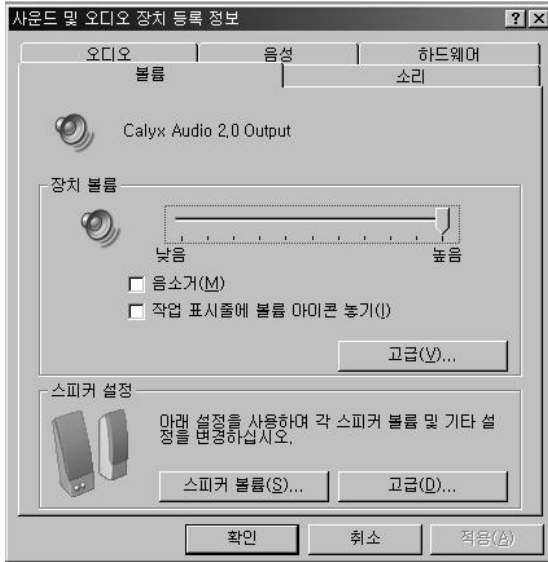 사운드 및 오디오 장치 등록 정보
오디오 음성 하드웨어
볼륨 소리
Calyx Audio 2.0 Output
장치 볼륨
낮음 높음
음소거(M)
작업 표시줄에 볼륨 아이콘 놓기(I)
고급(V)...
스피커 설정
아래 설정을 사용하여 각 스피커 볼륨 및 기타 설
정을 변경하십시오.
스피커 볼륨(S)... 고급(D)...
확인 취소 적용(A)